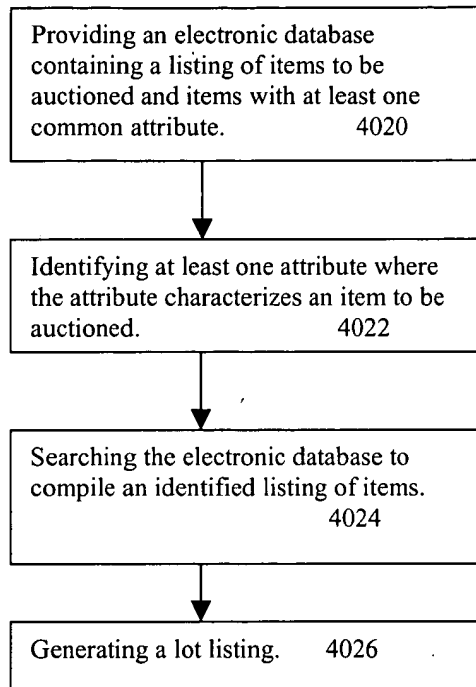 Providing an electronic database
containing a listing of items to be
auctioned and items with at least one
common attribute. 4020
Identifying at least one attribute where
the attribute characterizes an item to be
auctioned. 4022
Searching the electronic database to
compile an identified listing of items.
4024
Generating a lot listing. 4026